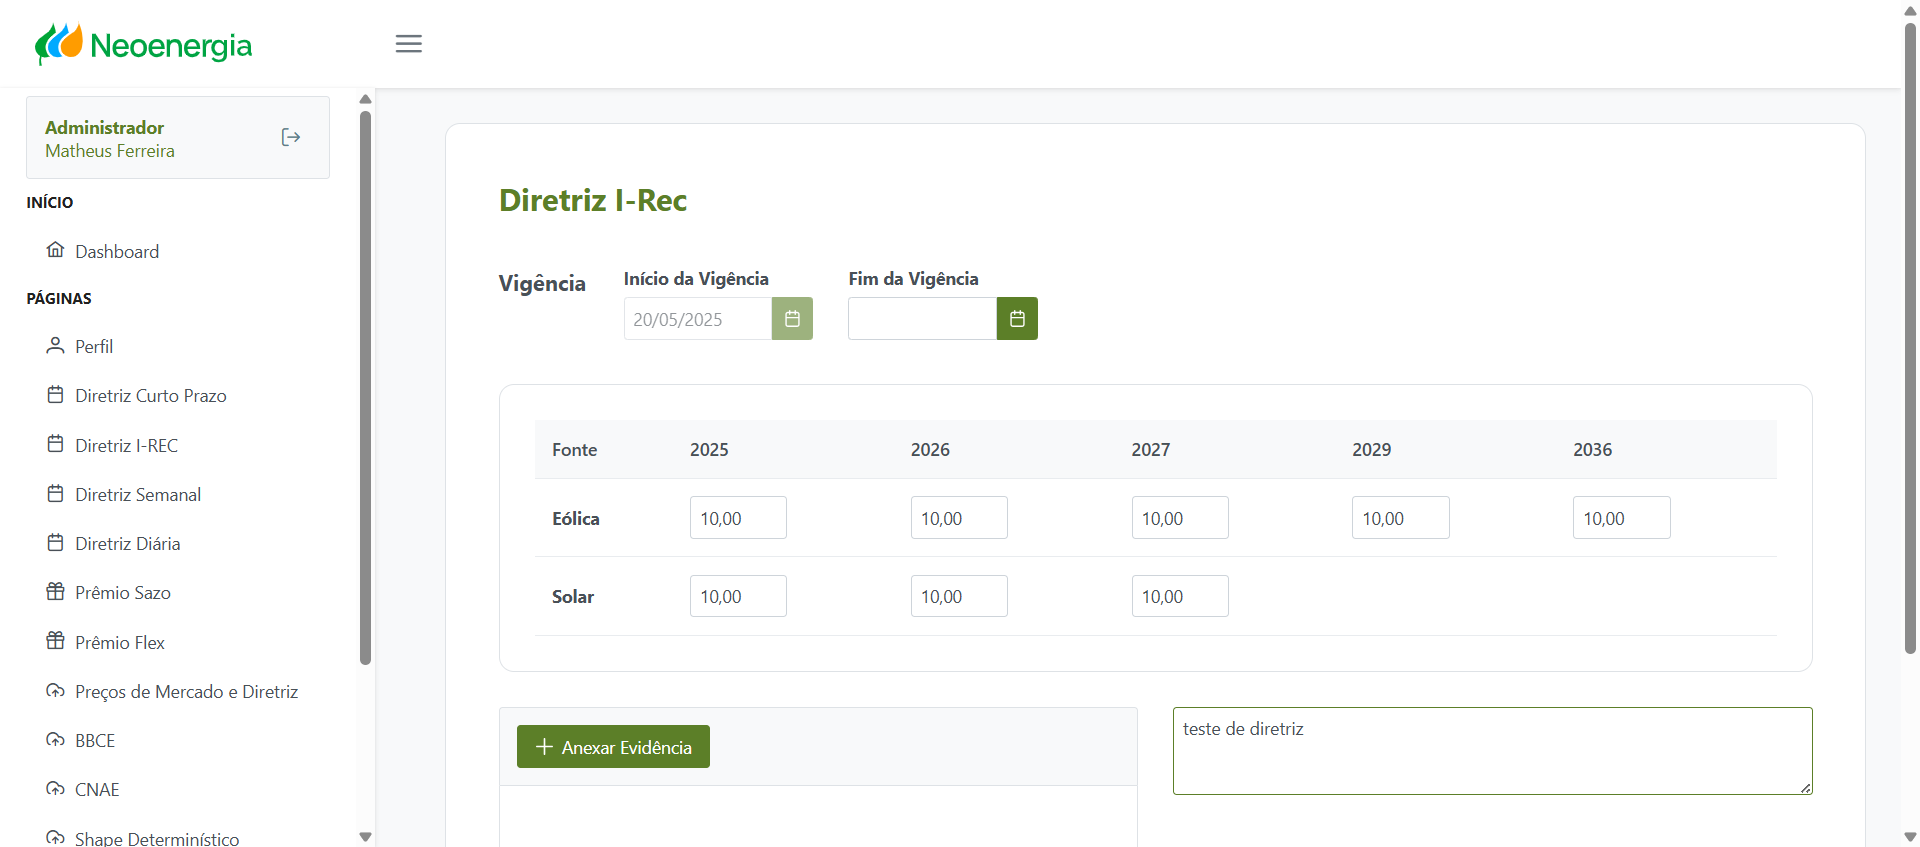 Neoenergia
Administrador
Matheus Ferreira
INÍCIO
Dashboard
PÁGINAS
Perfil
Diretriz Curto Prazo
Diretriz I-REC
Diretriz Semanal
Diretriz Diária
Prêmio Sazo
Prêmio Flex
Preços de Mercado e Diretriz
BBCE
CNAE
Shape Determinístico
Diretriz I-Rec
Vigência
Início da Vigência
20/05/2025
Fim da Vigência
Fonte 2025 2026 2027 2029 2036
Eólica 10,00 10,00 10,00 10,00 10,00
Solar 10,00 10,00 10,00
Anexar Evidência
teste de diretriz